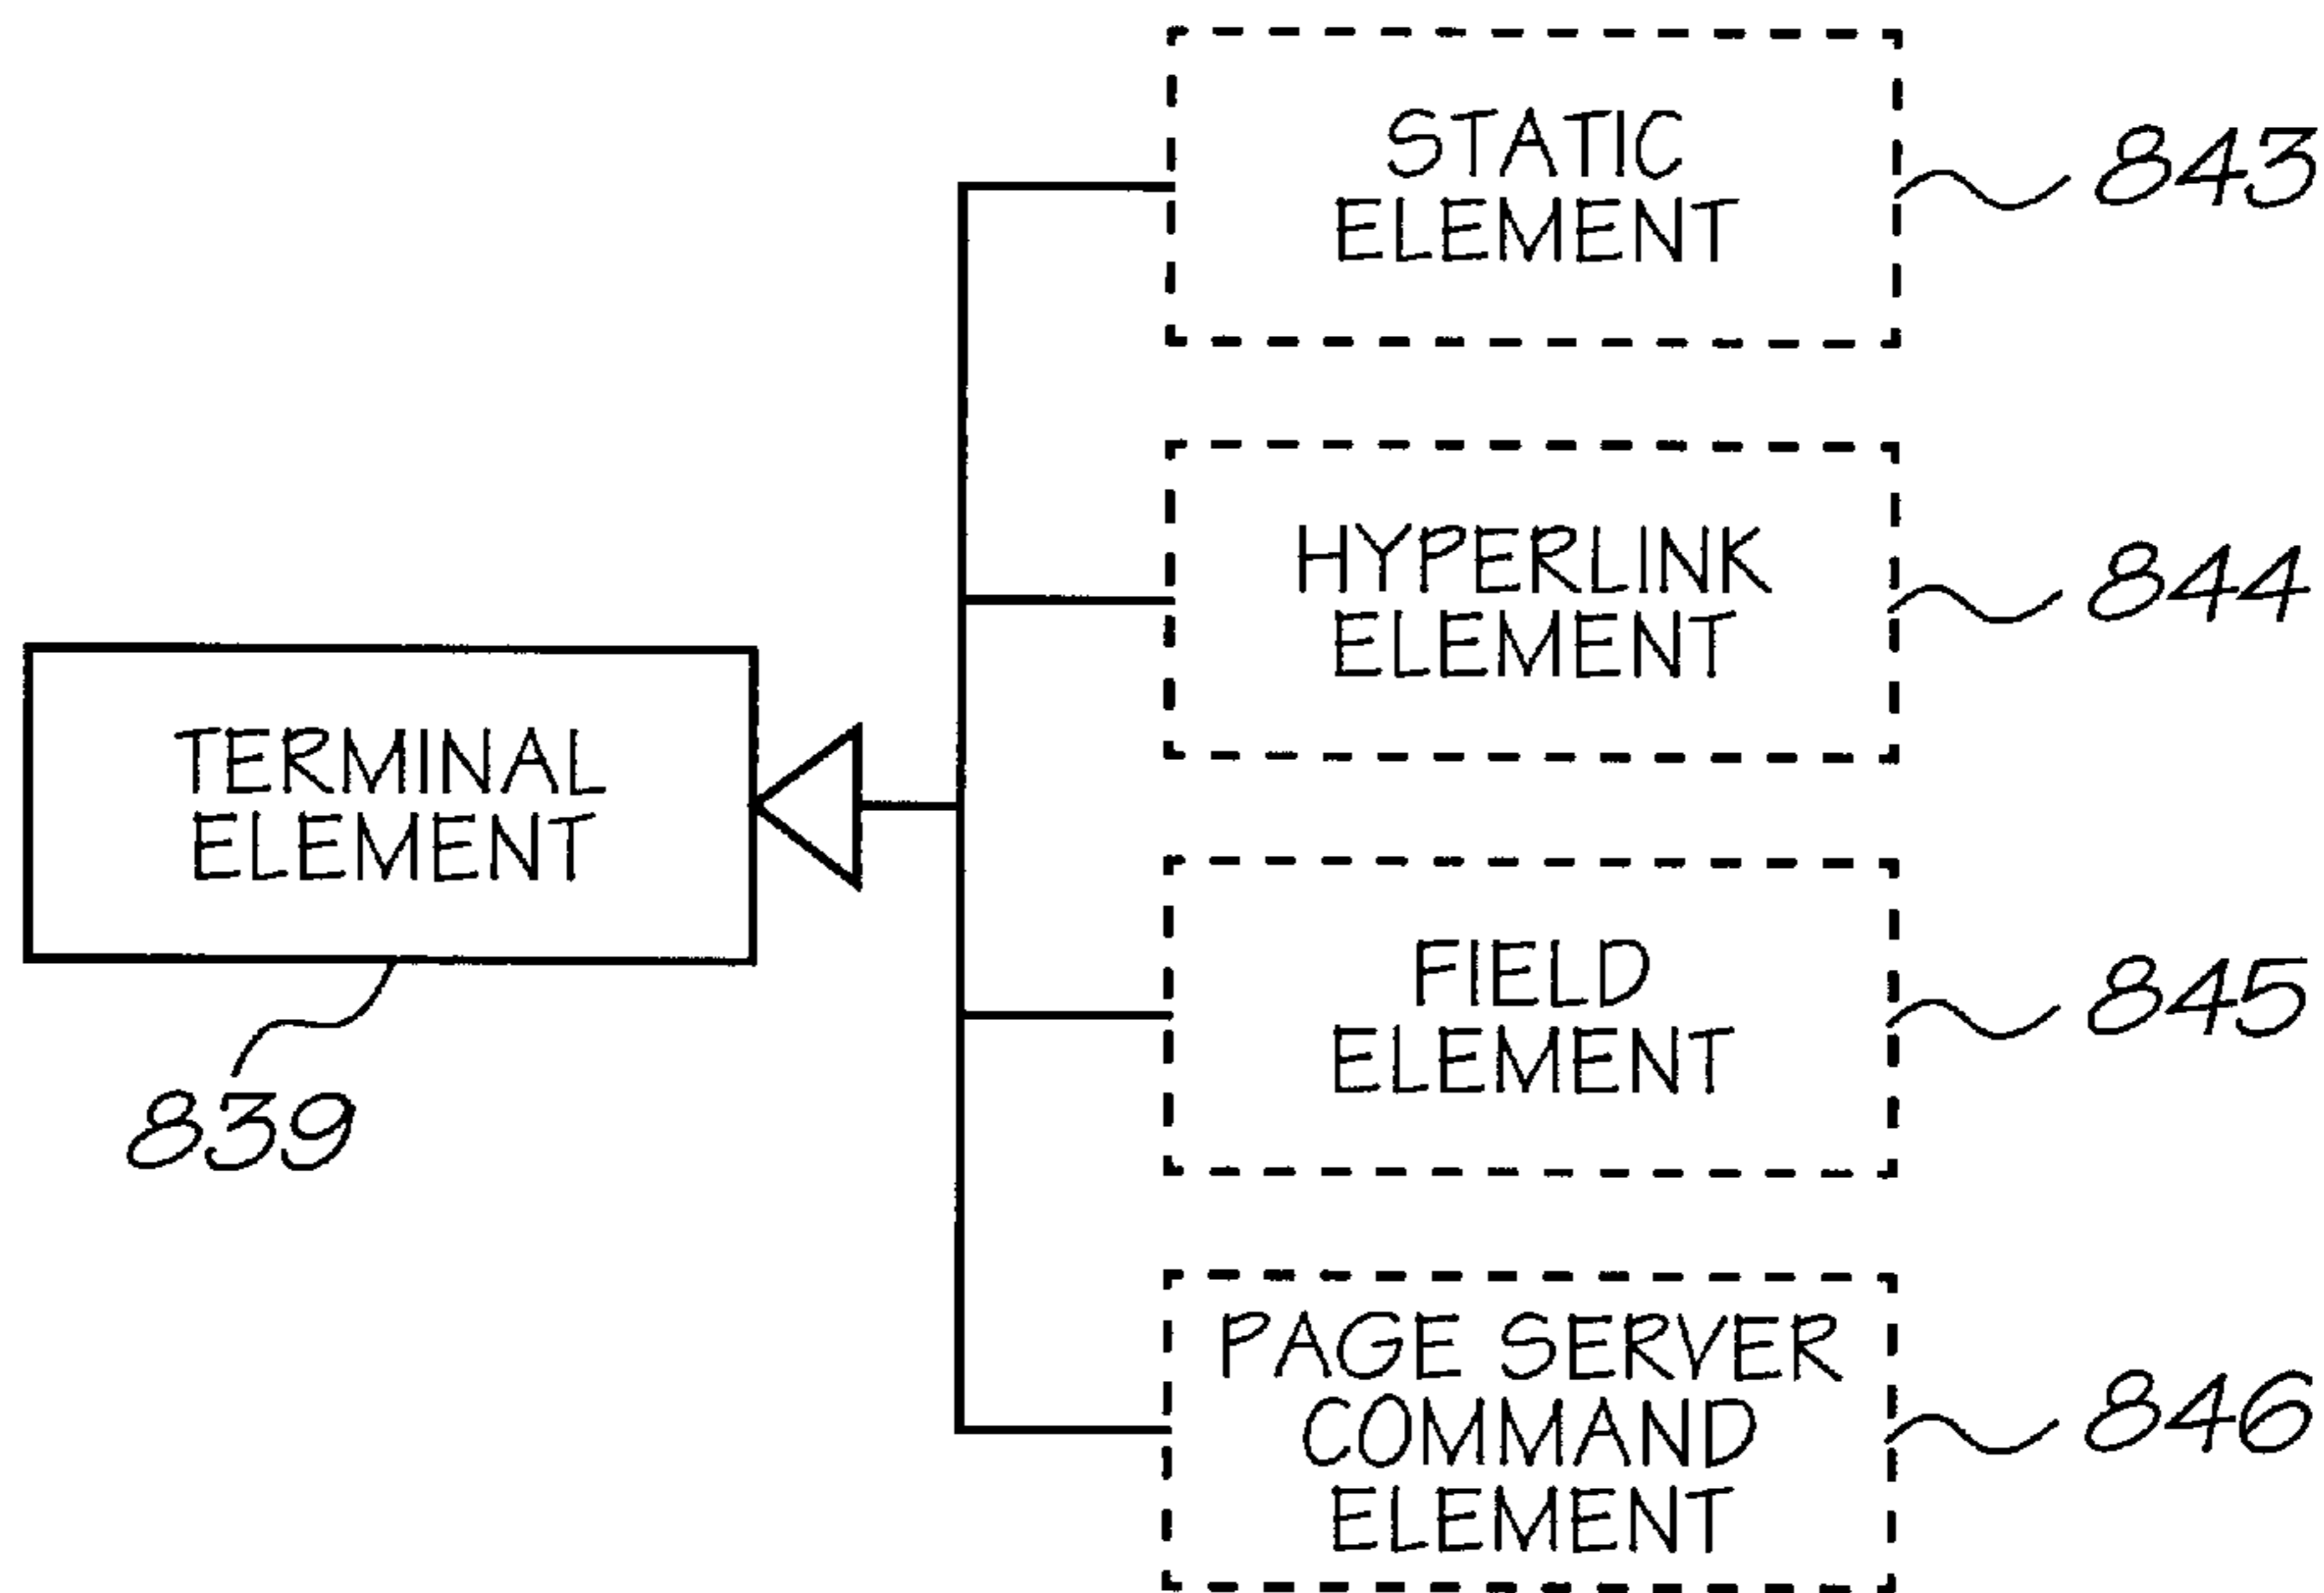 STATIC
ELEMENT
843
HYPERLINK
ELEMENT
844
TERMINAL
ELEMENT
839
FIELD
ELEMENT
845
PAGE SERVER
COMMAND
ELEMENT
846